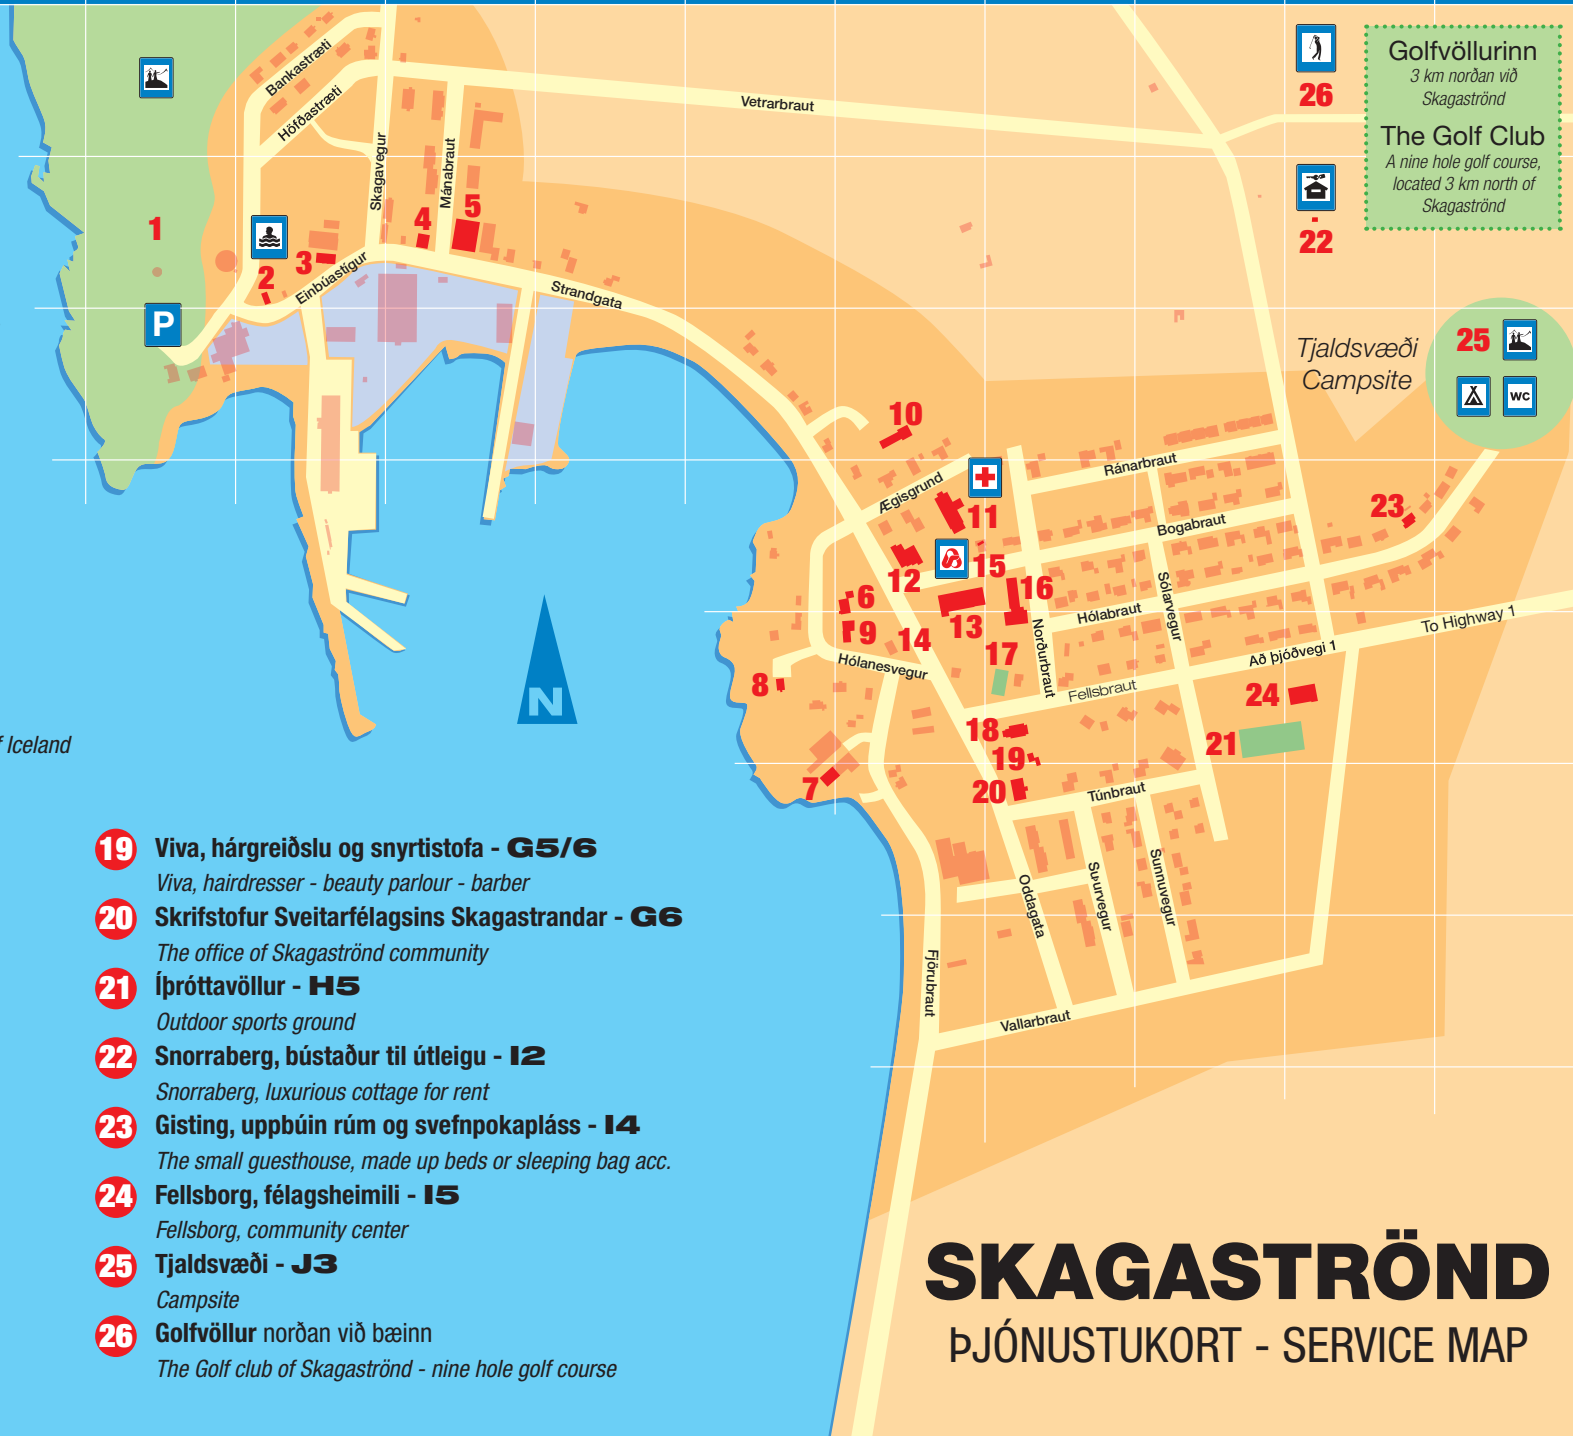 Bankastræti
Höfðastræti
Skagavegur
Mánabraut
Vetrarbraut
26
Golfvöllurinn
3 km norðan við
Skagaströnd
The Golf Club
A nine hole golf course,
located 3 km north of
Skagaströnd
22
1
2
3
4
5
P
Einbúastígur
Strandgata
Tjaldsvæði
Campsite
25
WC
10
Ægisgrund
Ránarbraut
Bogabraut
23
11
12
15
16
6
9
14
13
17
Hólabraut
Sólarvegur
Norðurbraut
To Highway 1
Að þjóðvegi 1
Hólanesvegur
8
Fellsbraut
24
21
18
19
20
7
Túnbraut
N
f Iceland
Oddagata
Suðurvegur
Sunnuvegur
Fjörubraut
Vallarbraut
19 Viva, hárgreiðslu og snyrtistofa - G5/6
Viva, hairdresser - beauty parlour - barber
20 Skrifstofur Sveitarfélagsins Skagastrandar - G6
The office of Skagaströnd community
21 Íþróttavöllur - H5
Outdoor sports ground
22 Snorraberg, bústaður til útleigu - I2
Snorraberg, luxurious cottage for rent
23 Gisting, uppbúin rúm og svefnpokapláss - I4
The small guesthouse, made up beds or sleeping bag acc.
24 Fellsborg, félagsheimili - I5
Fellsborg, community center
25 Tjaldsvæði - J3
Campsite
26 Golfvöllur norðan við bæinn
The Golf club of Skagaströnd - nine hole golf course
SKAGASTRÖND
ÞJÓNUSTUKORT - SERVICE MAP